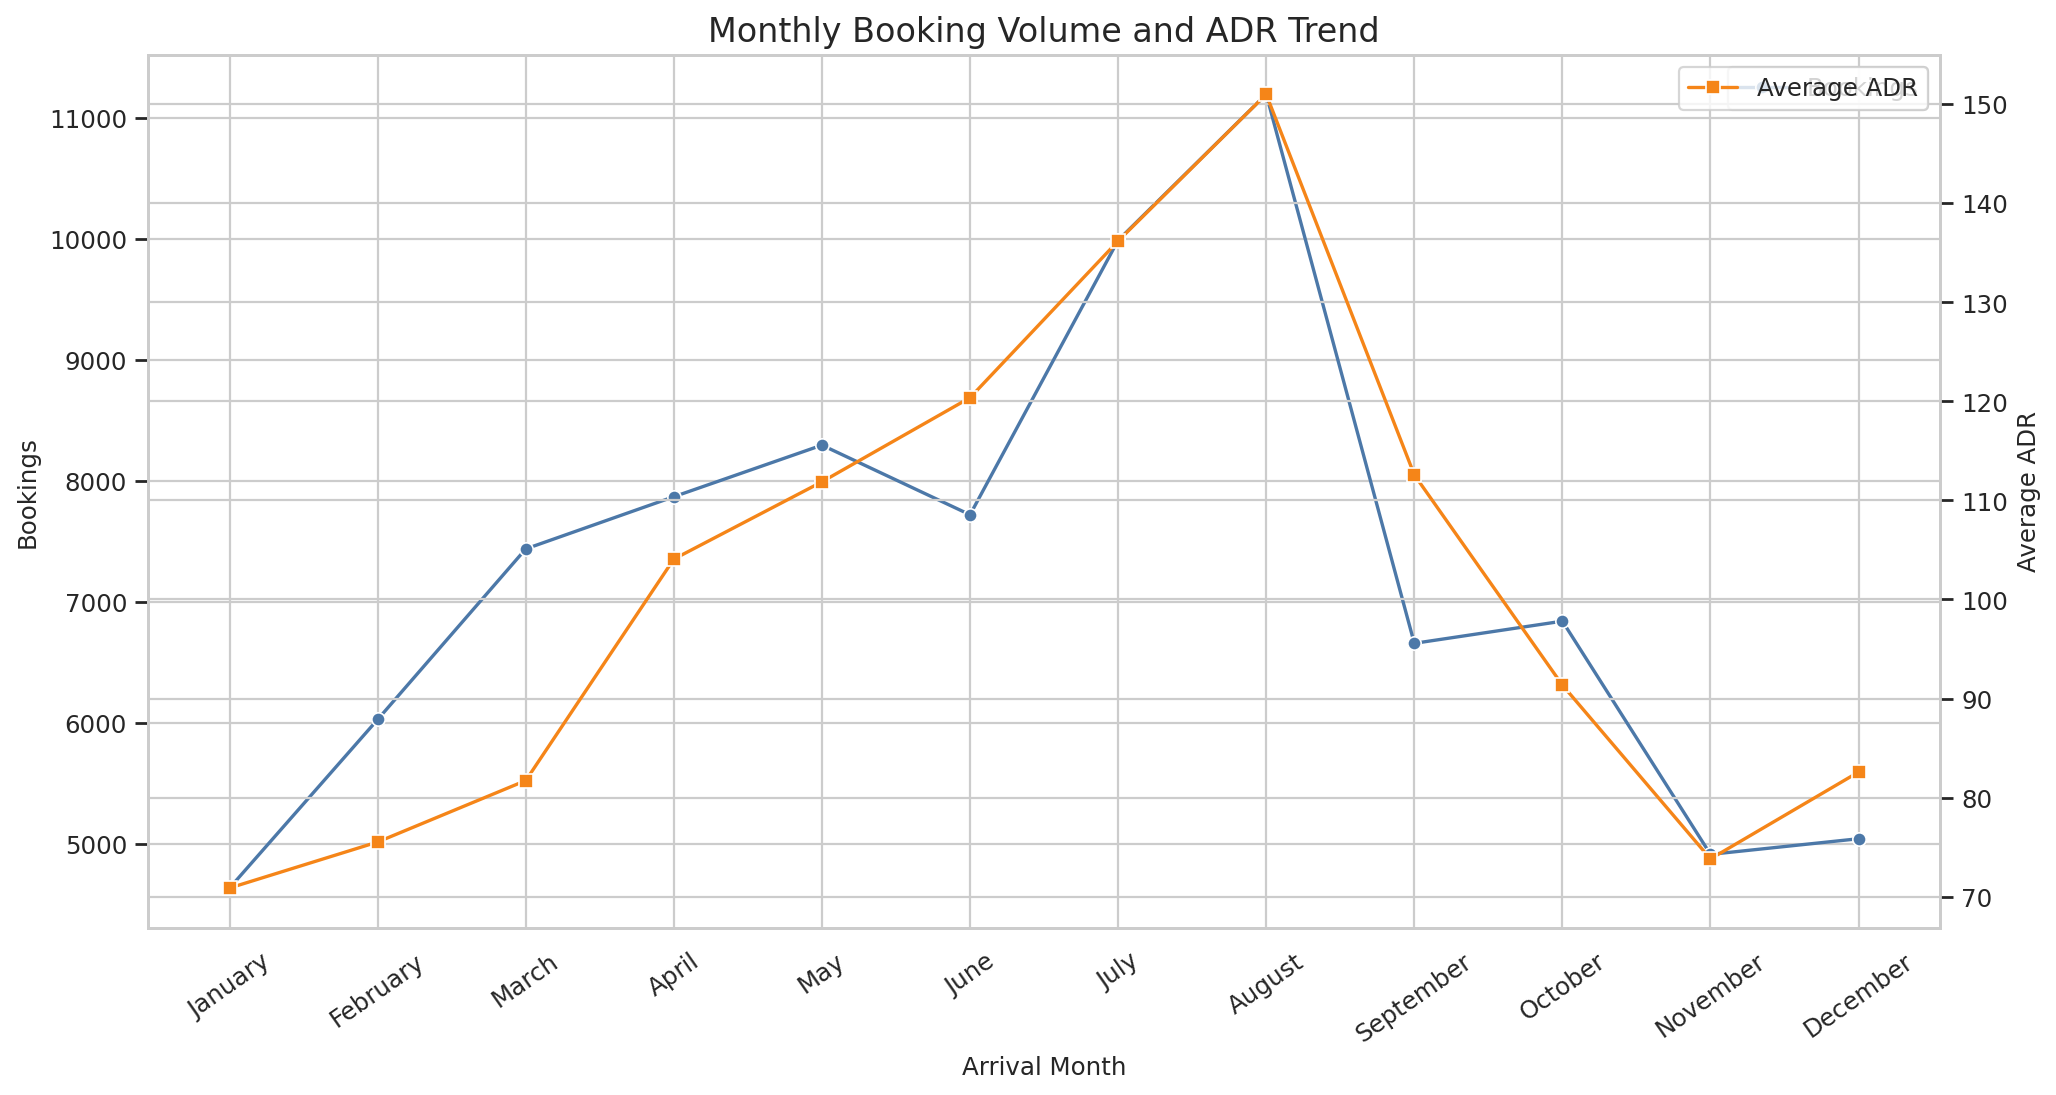 Monthly Booking Volume and ADR Trend
Average ADR
11000
10000
9000
8000
7000
6000
5000
Bookings
150
140
130
120
110
100
90
80
70
Average ADR
January
February
March
April
May
June
July
August
September
October
November
December
Arrival Month